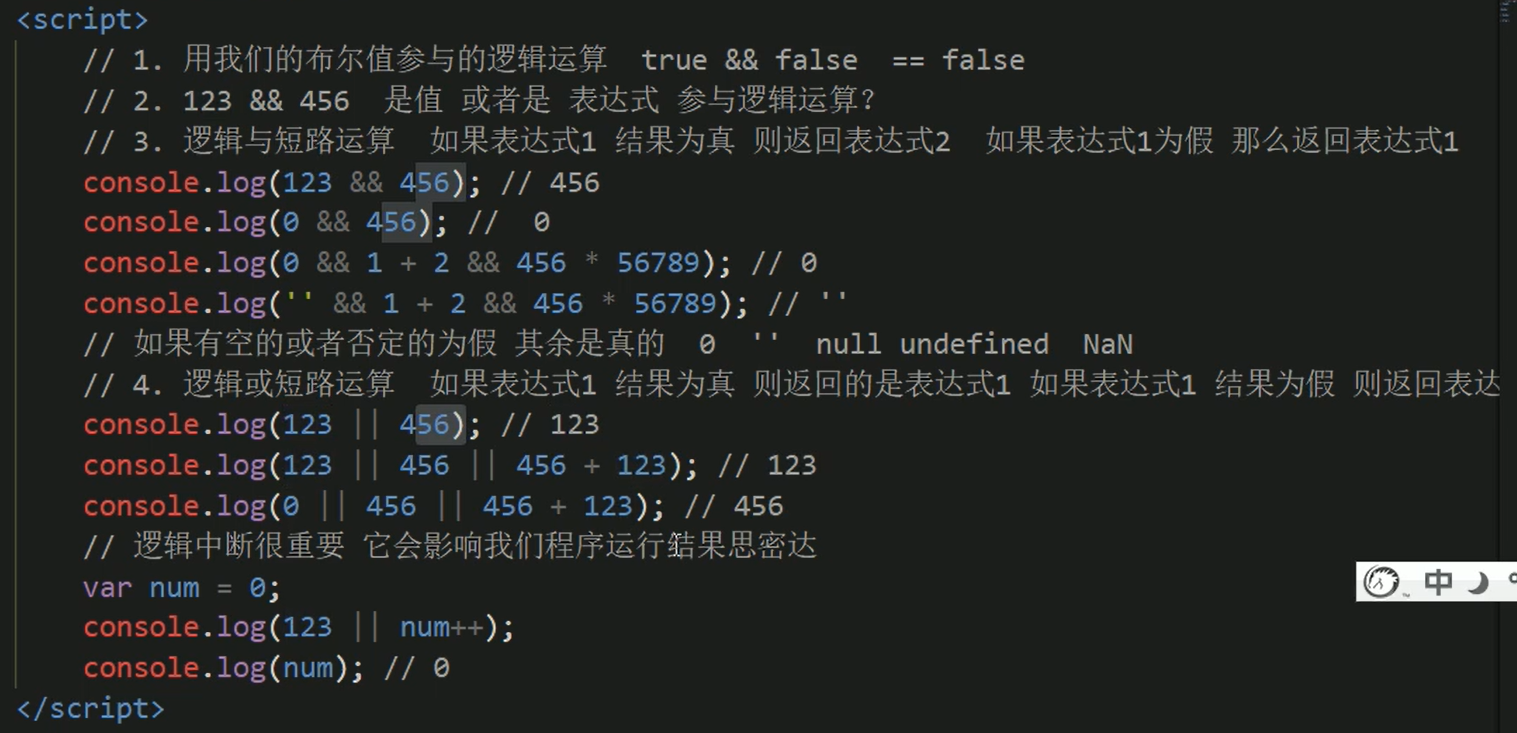 <script>
// 1. 用我们的布尔值参与的逻辑运算  true && false  == false
// 2. 123 && 456  是值 或者是 表达式 参与逻辑运算?
// 3. 逻辑与短路运算  如果表达式1 结果为真 则返回表达式2  如果表达式1为假 那么返回表达式1
console.log(123 && 456); // 456
console.log(0 && 456); //  0
console.log(0 && 1 + 2 && 456 * 56789); // 0
console.log('' && 1 + 2 && 456 * 56789); // ''
// 如果有空的或者否定的为假 其余是真的  0  ''  null undefined  NaN
// 4. 逻辑或短路运算  如果表达式1 结果为真 则返回的是表达式1 如果表达式1 结果为假 则返回表达
console.log(123 || 456); // 123
console.log(123 || 456 || 456 + 123); // 123
console.log(0 || 456 || 456 + 123); // 456
// 逻辑中断很重要 它会影响我们程序运行结果思密达
var num = 0;
中
console.log(123 || num++);
console.log(num); // 0
</script>